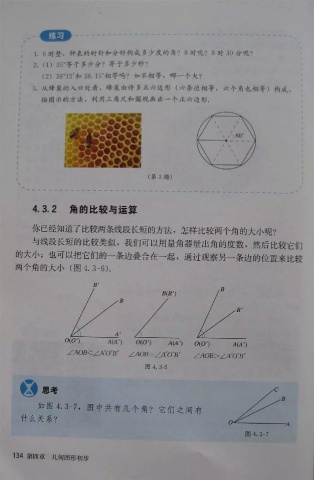 练习
1. 6时整，钟表的时针和分针构成多少度的角？8时呢？8时30分呢？
2. (1) 35°等于多少分？等于多少秒？
(2) 38°15′和38.15°相等吗？如不相等，哪一个大？
3. 从蜂窝的入口处看，蜂窝由许多正六边形（六条边相等，六个角也相等）构成，
按图示的方法，利用三角尺和圆规画出一个正六边形.
60°
（第3题）
4.3.2 角的比较与运算
你已经知道了比较两条线段长短的方法，怎样比较两个角的大小呢？
与线段长短的比较类似，我们可以用量角器量出角的度数，然后比较它们
的大小；也可以把它们的一条边叠合在一起，通过观察另一条边的位置来比较
两个角的大小（图4.3-6）.
B′ B A′ O(O′) A(A′)
B(B′) O(O′) A(A′)
B B′ O(O′) A(A′)
∠AOB<∠A′O′B′ ∠AOB=∠A′O′B′ ∠AOB>∠A′O′B′
图4.3-6
思考
如图4.3-7，图中共有几个角？它们之间有
什么关系？
C B O A
图4.3-7
134 第四章 几何图形初步